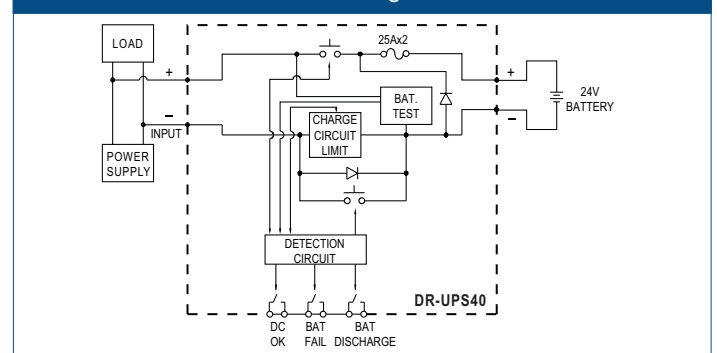 LOAD
25Ax2
+
+
BAT.
TEST
24V
BATTERY
–
–
INPUT
CHARGE
CIRCUIT
LIMIT
POWER
SUPPLY
DETECTION
CIRCUIT
DR-UPS40
DC
OK
BAT
FAIL
BAT
DISCHARGE